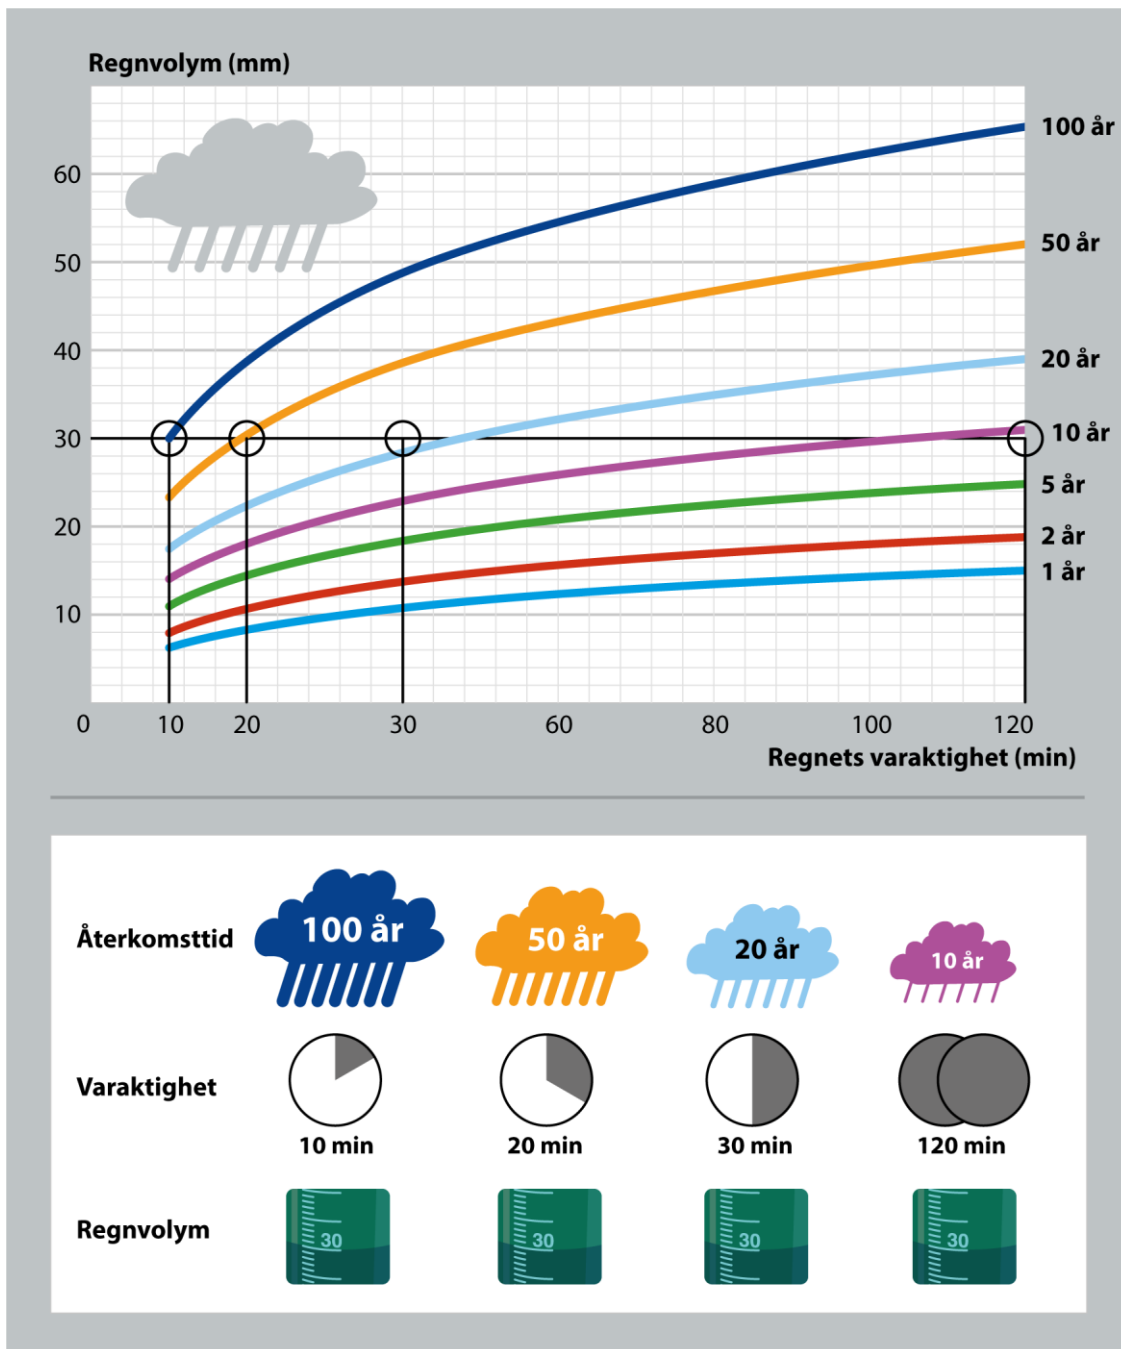 Regnvolym (mm)
100 år
60
50 år
50
40
20 år
30
10 år
5 år
20
2 år
1 år
10
0 10 20 30 60 80 100 120
Regnets varaktighet (min)
Återkomsttid 100 år 50 år 20 år 10 år
Varaktighet
10 min 20 min 30 min 120 min
Regnvolym 30 30 30 30